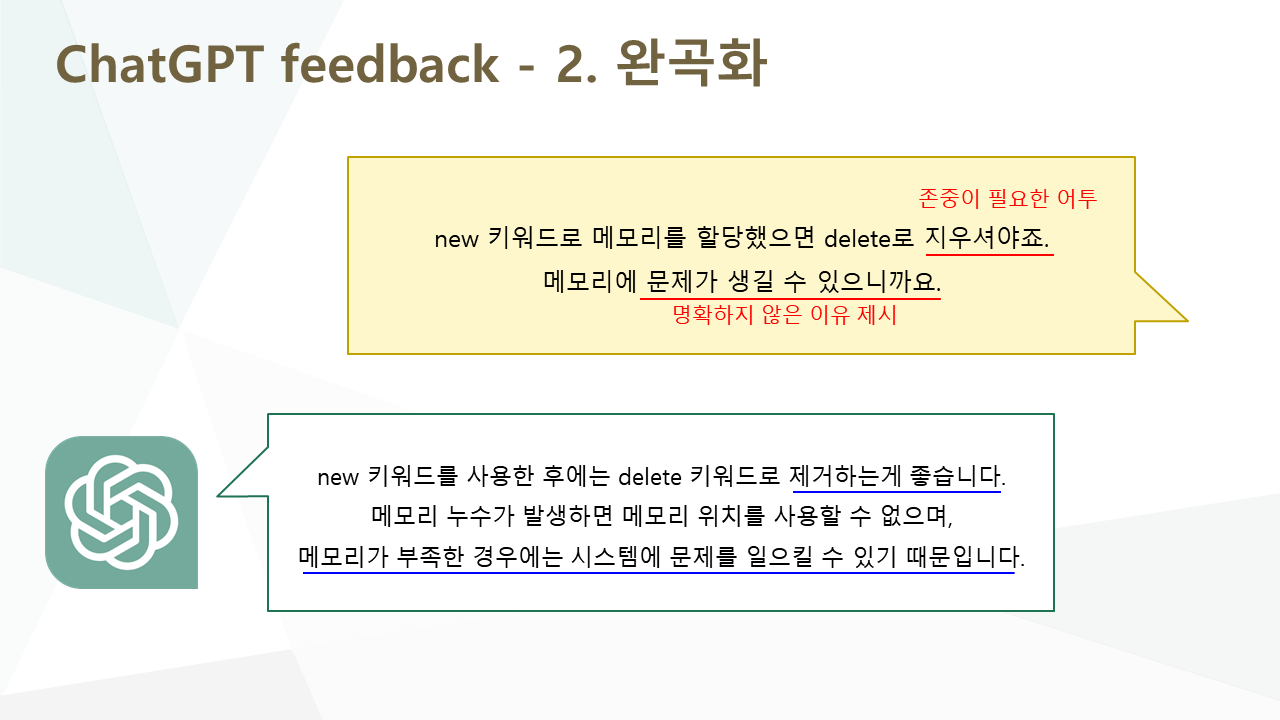 ChatGPT feedback - 2. 완곡화
존중이 필요한 어투
new 키워드로 메모리를 할당했으면 delete로 지우셔야죠.
메모리에 문제가 생길 수 있으니까요.
명확하지 않은 이유 제시
new 키워드를 사용한 후에는 delete 키워드로 제거하는게 좋습니다.
메모리 누수가 발생하면 메모리 위치를 사용할 수 없으며,
메모리가 부족한 경우에는 시스템에 문제를 일으킬 수 있기 때문입니다.